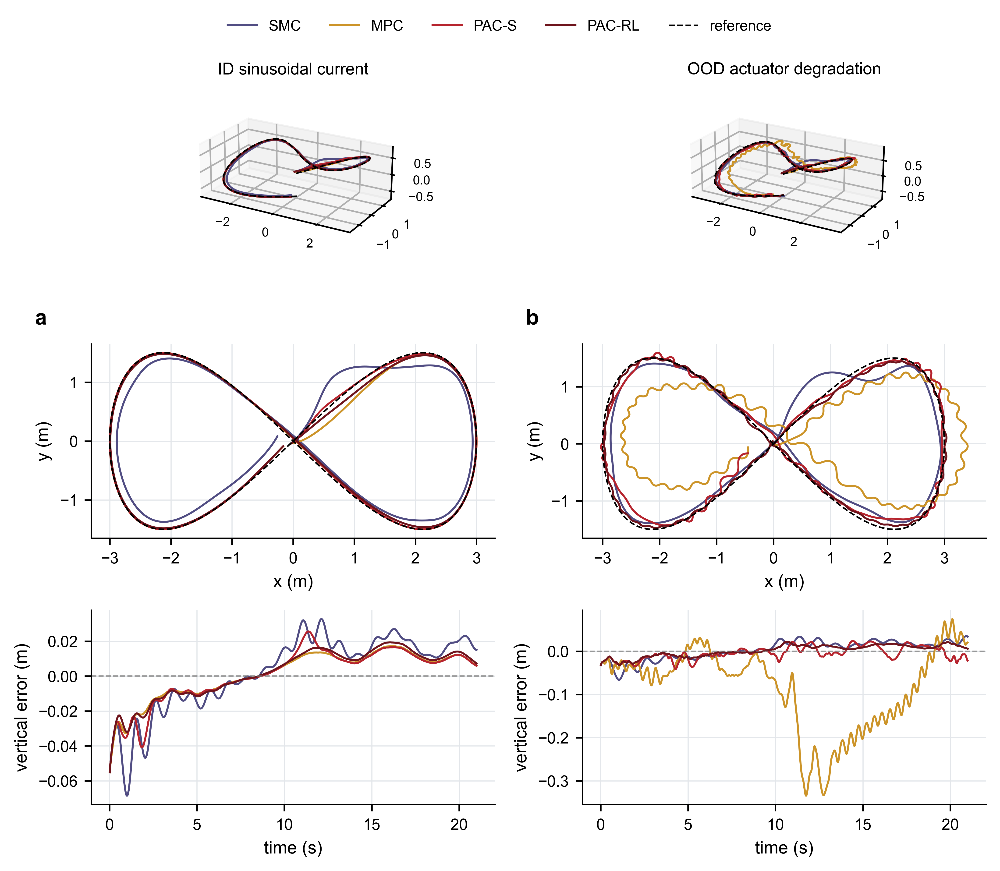 SMC MPC PAC-S PAC-RL reference
ID sinusoidal current
OOD actuator degradation
0.5
0.0
−0.5
−2
0
2
−1
0
1
0.5
0.0
−0.5
−2
0
2
−1
0
1
a
y (m)
1
0
−1
−3 −2 −1 0 1 2 3
x (m)
b
y (m)
1
0
−1
−3 −2 −1 0 1 2 3
x (m)
vertical error (m)
0.02
0.00
−0.02
−0.04
−0.06
0 5 10 15 20
time (s)
vertical error (m)
0.0
−0.1
−0.2
−0.3
0 5 10 15 20
time (s)